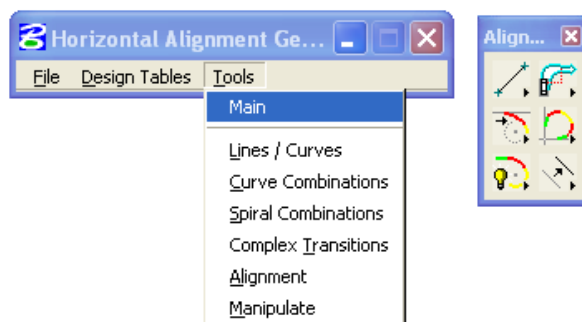 Horizontal Alignment Ge...
File Design Tables Tools
Main
Lines / Curves
Curve Combinations
Spiral Combinations
Complex Transitions
Alignment
Manipulate
Align...